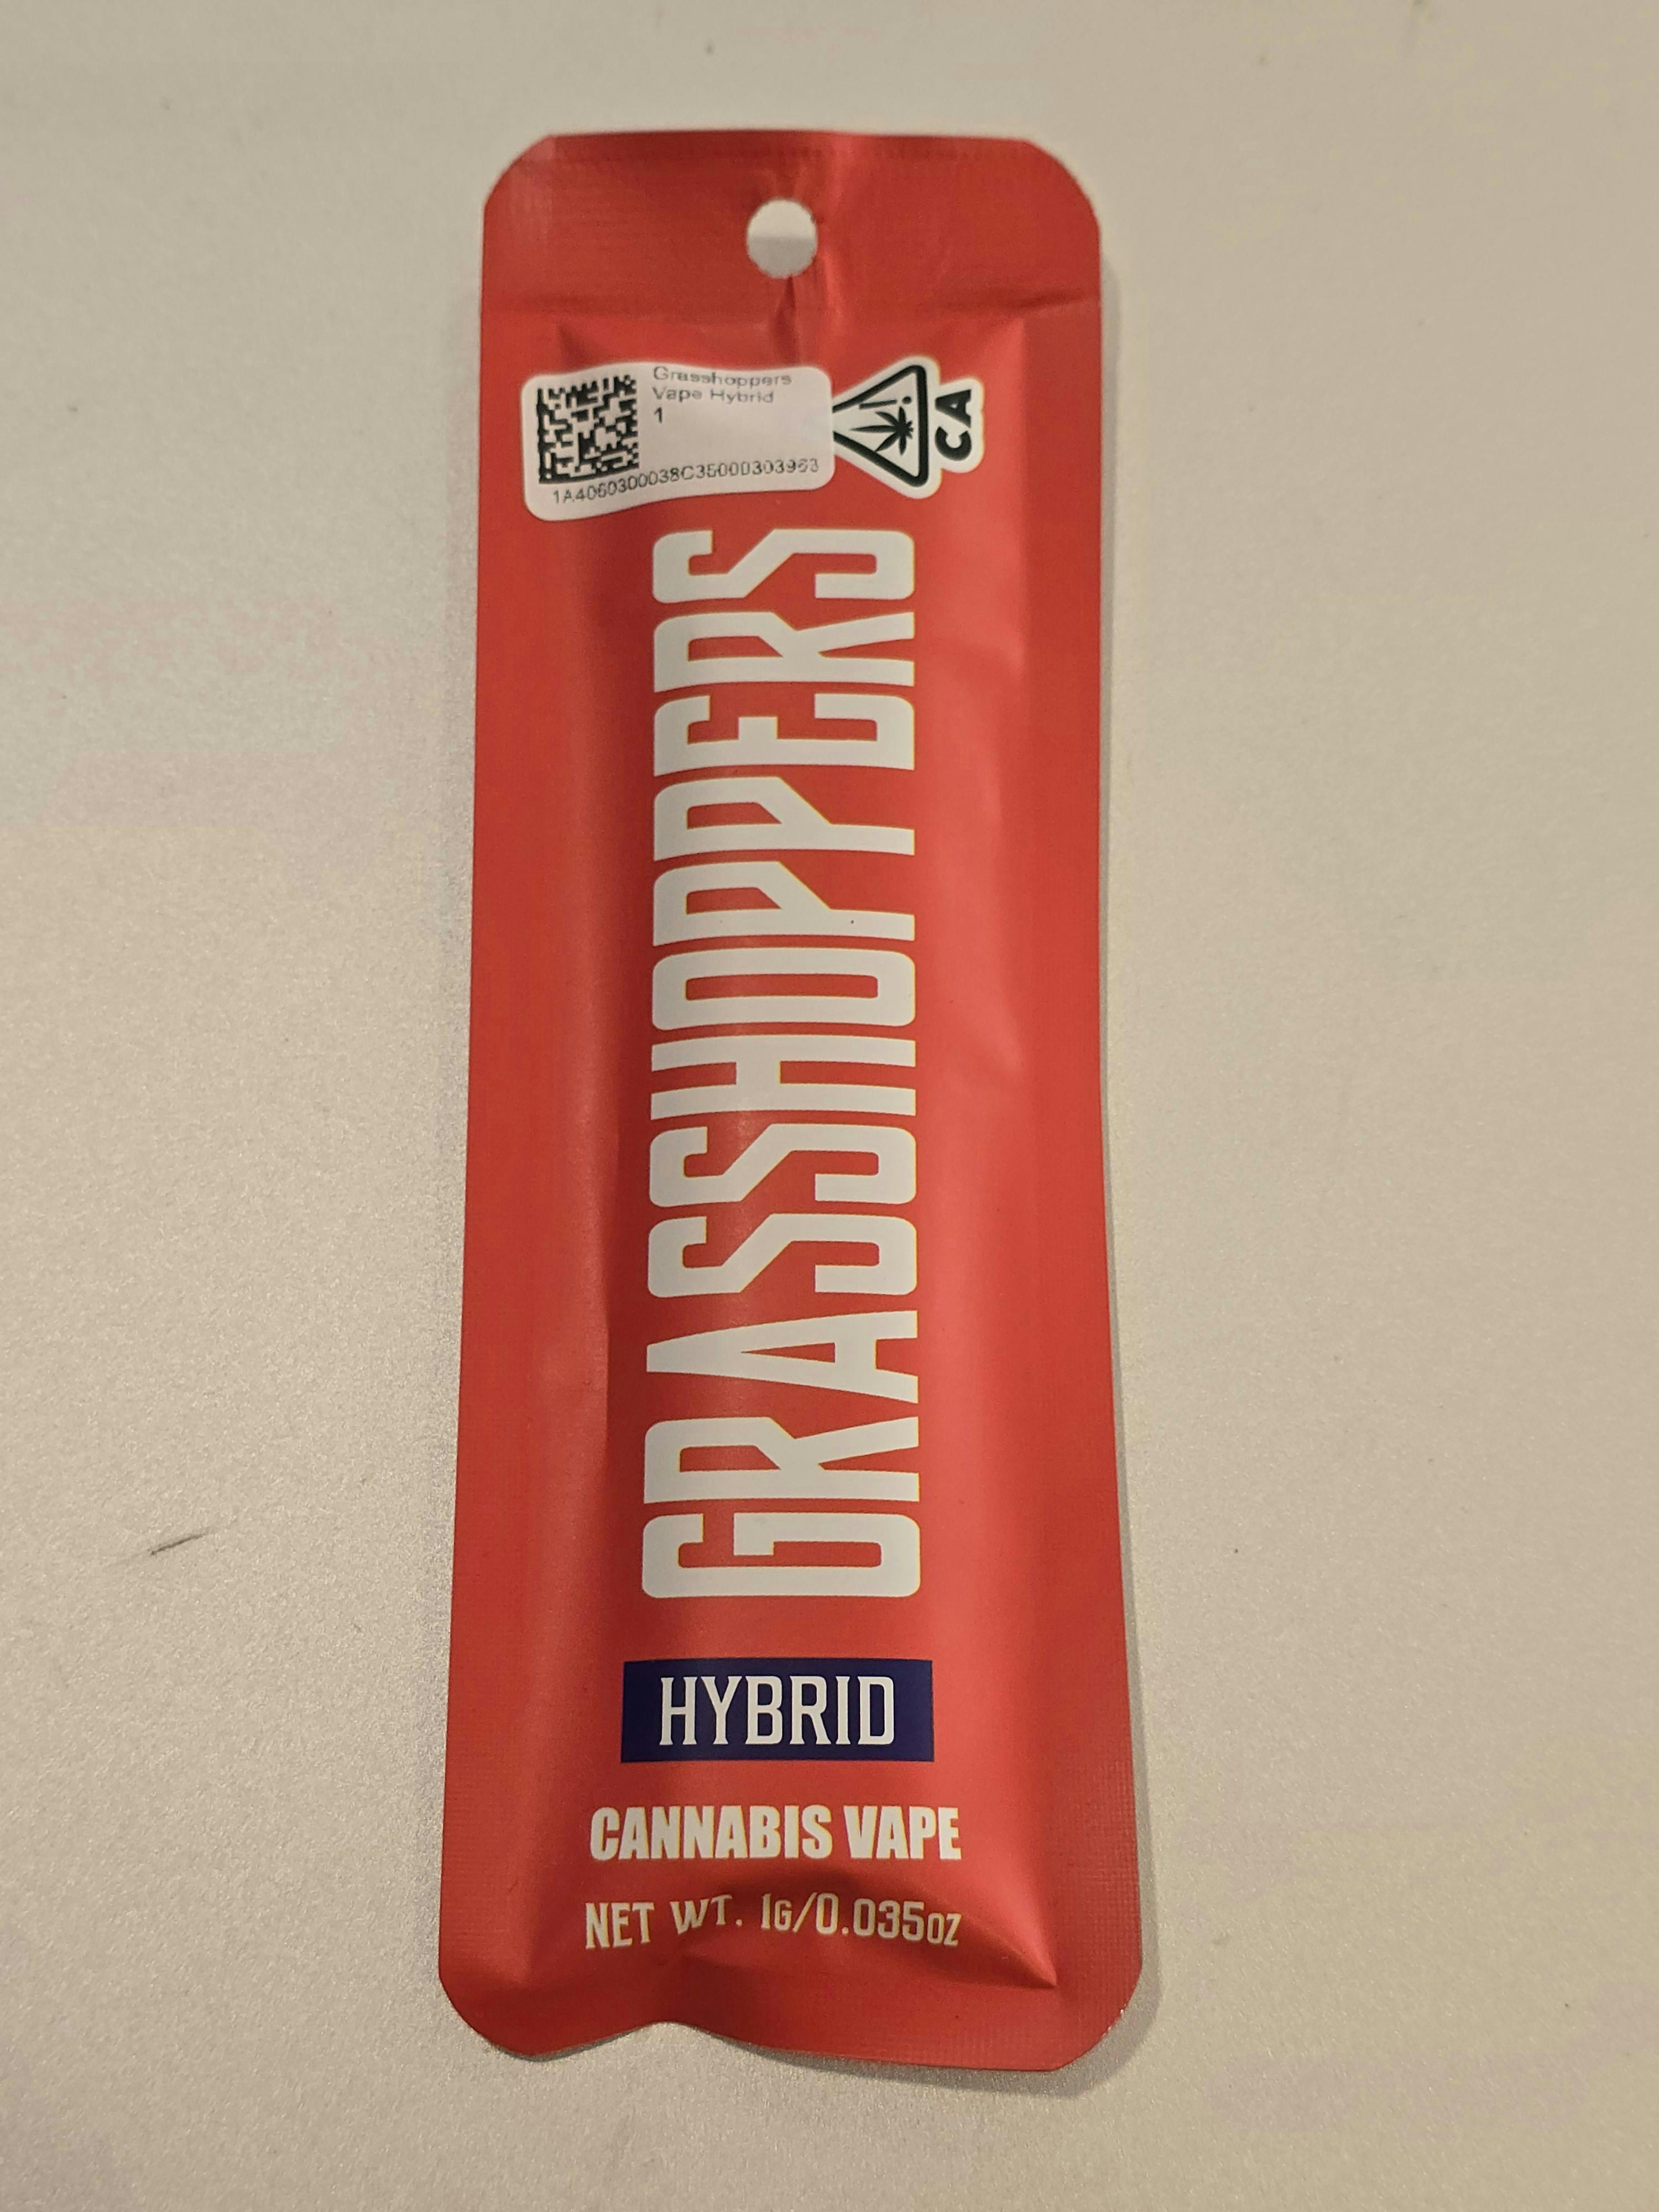 Grasshoppers
Vape Hybrid
1
1A4060300038C35000303963
CA
GRASSHOPPERS
HYBRID
CANNABIS VAPE
NET WT. 1G/0.035OZ